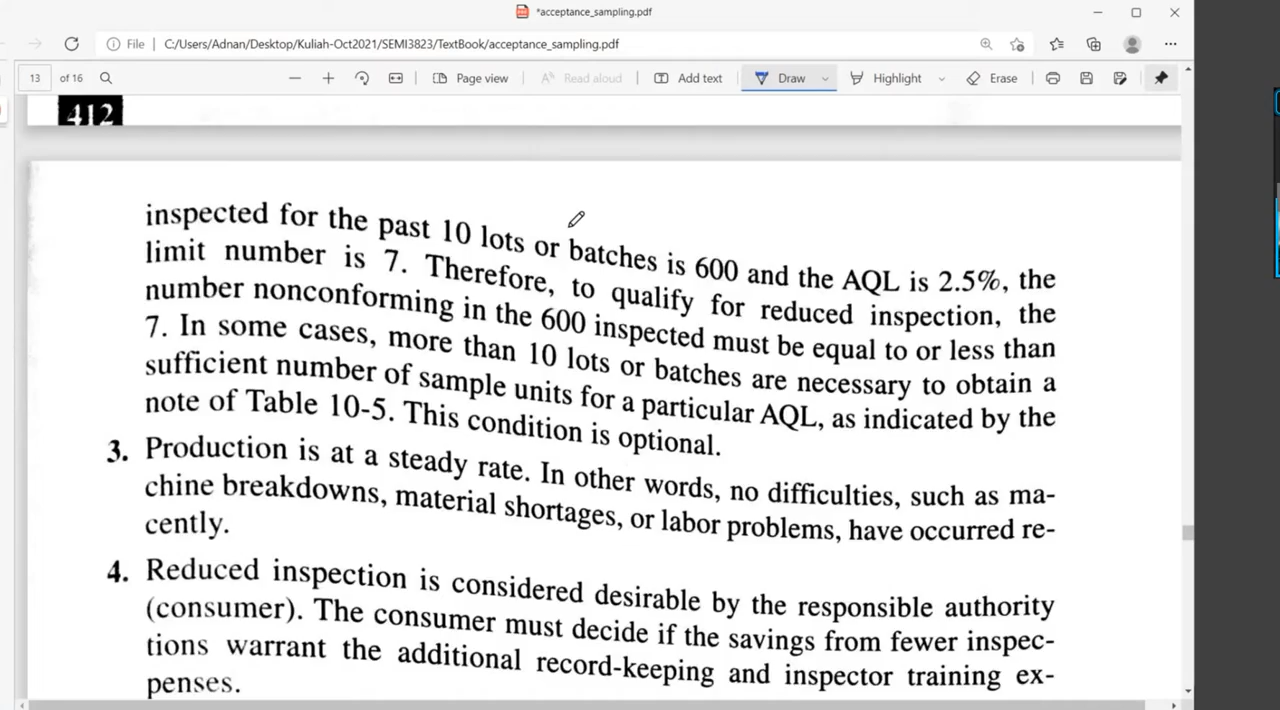 *acceptance_sampling.pdf
File | C:/Users/Adnan/Desktop/Kuliah-Oct2021/SEMI3823/TextBook/acceptance_sampling.pdf
13 of 16 Page view Read aloud Add text Draw Highlight Erase
412
inspected for the past 10 lots or batches is 600 and the AQL is 2.5%, the
limit number is 7. Therefore, to qualify for reduced inspection, the
number nonconforming in the 600 inspected must be equal to or less than
7. In some cases, more than 10 lots or batches are necessary to obtain a
sufficient number of sample units for a particular AQL, as indicated by the
note of Table 10-5. This condition is optional.
3. Production is at a steady rate. In other words, no difficulties, such as ma-
chine breakdowns, material shortages, or labor problems, have occurred re-
cently.
4. Reduced inspection is considered desirable by the responsible authority
(consumer). The consumer must decide if the savings from fewer inspec-
tions warrant the additional record-keeping and inspector training ex-
penses.